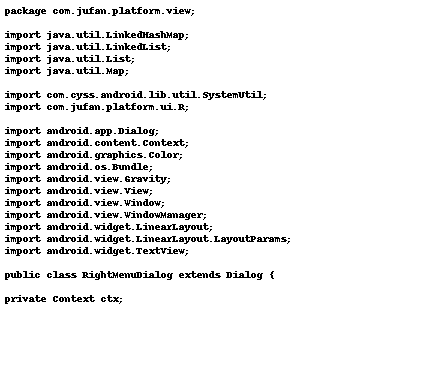 package com.jufan.platform.view;
import java.util.LinkedHashMap;
import java.util.LinkedList;
import java.util.List;
import java.util.Map;
import com.cyss.android.lib.util.SystemUtil;
import com.jufan.platform.ui.R;
import android.app.Dialog;
import android.content.Context;
import android.graphics.Color;
import android.os.Bundle;
import android.view.Gravity;
import android.view.View;
import android.view.Window;
import android.view.WindowManager;
import android.widget.LinearLayout;
import android.widget.LinearLayout.LayoutParams;
import android.widget.TextView;
public class RightMenuDialog extends Dialog {
private Context ctx;